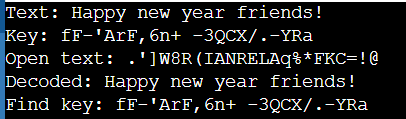 Text: Happy new year friends!
Key: fF-'ArF,6n+ -3QCX/.-YRa
Open text: .']W8R(IANRELAq%*FKC=!@
Decoded: Happy new year friends!
Find key: fF-'ArF,6n+ -3QCX/.-YRa